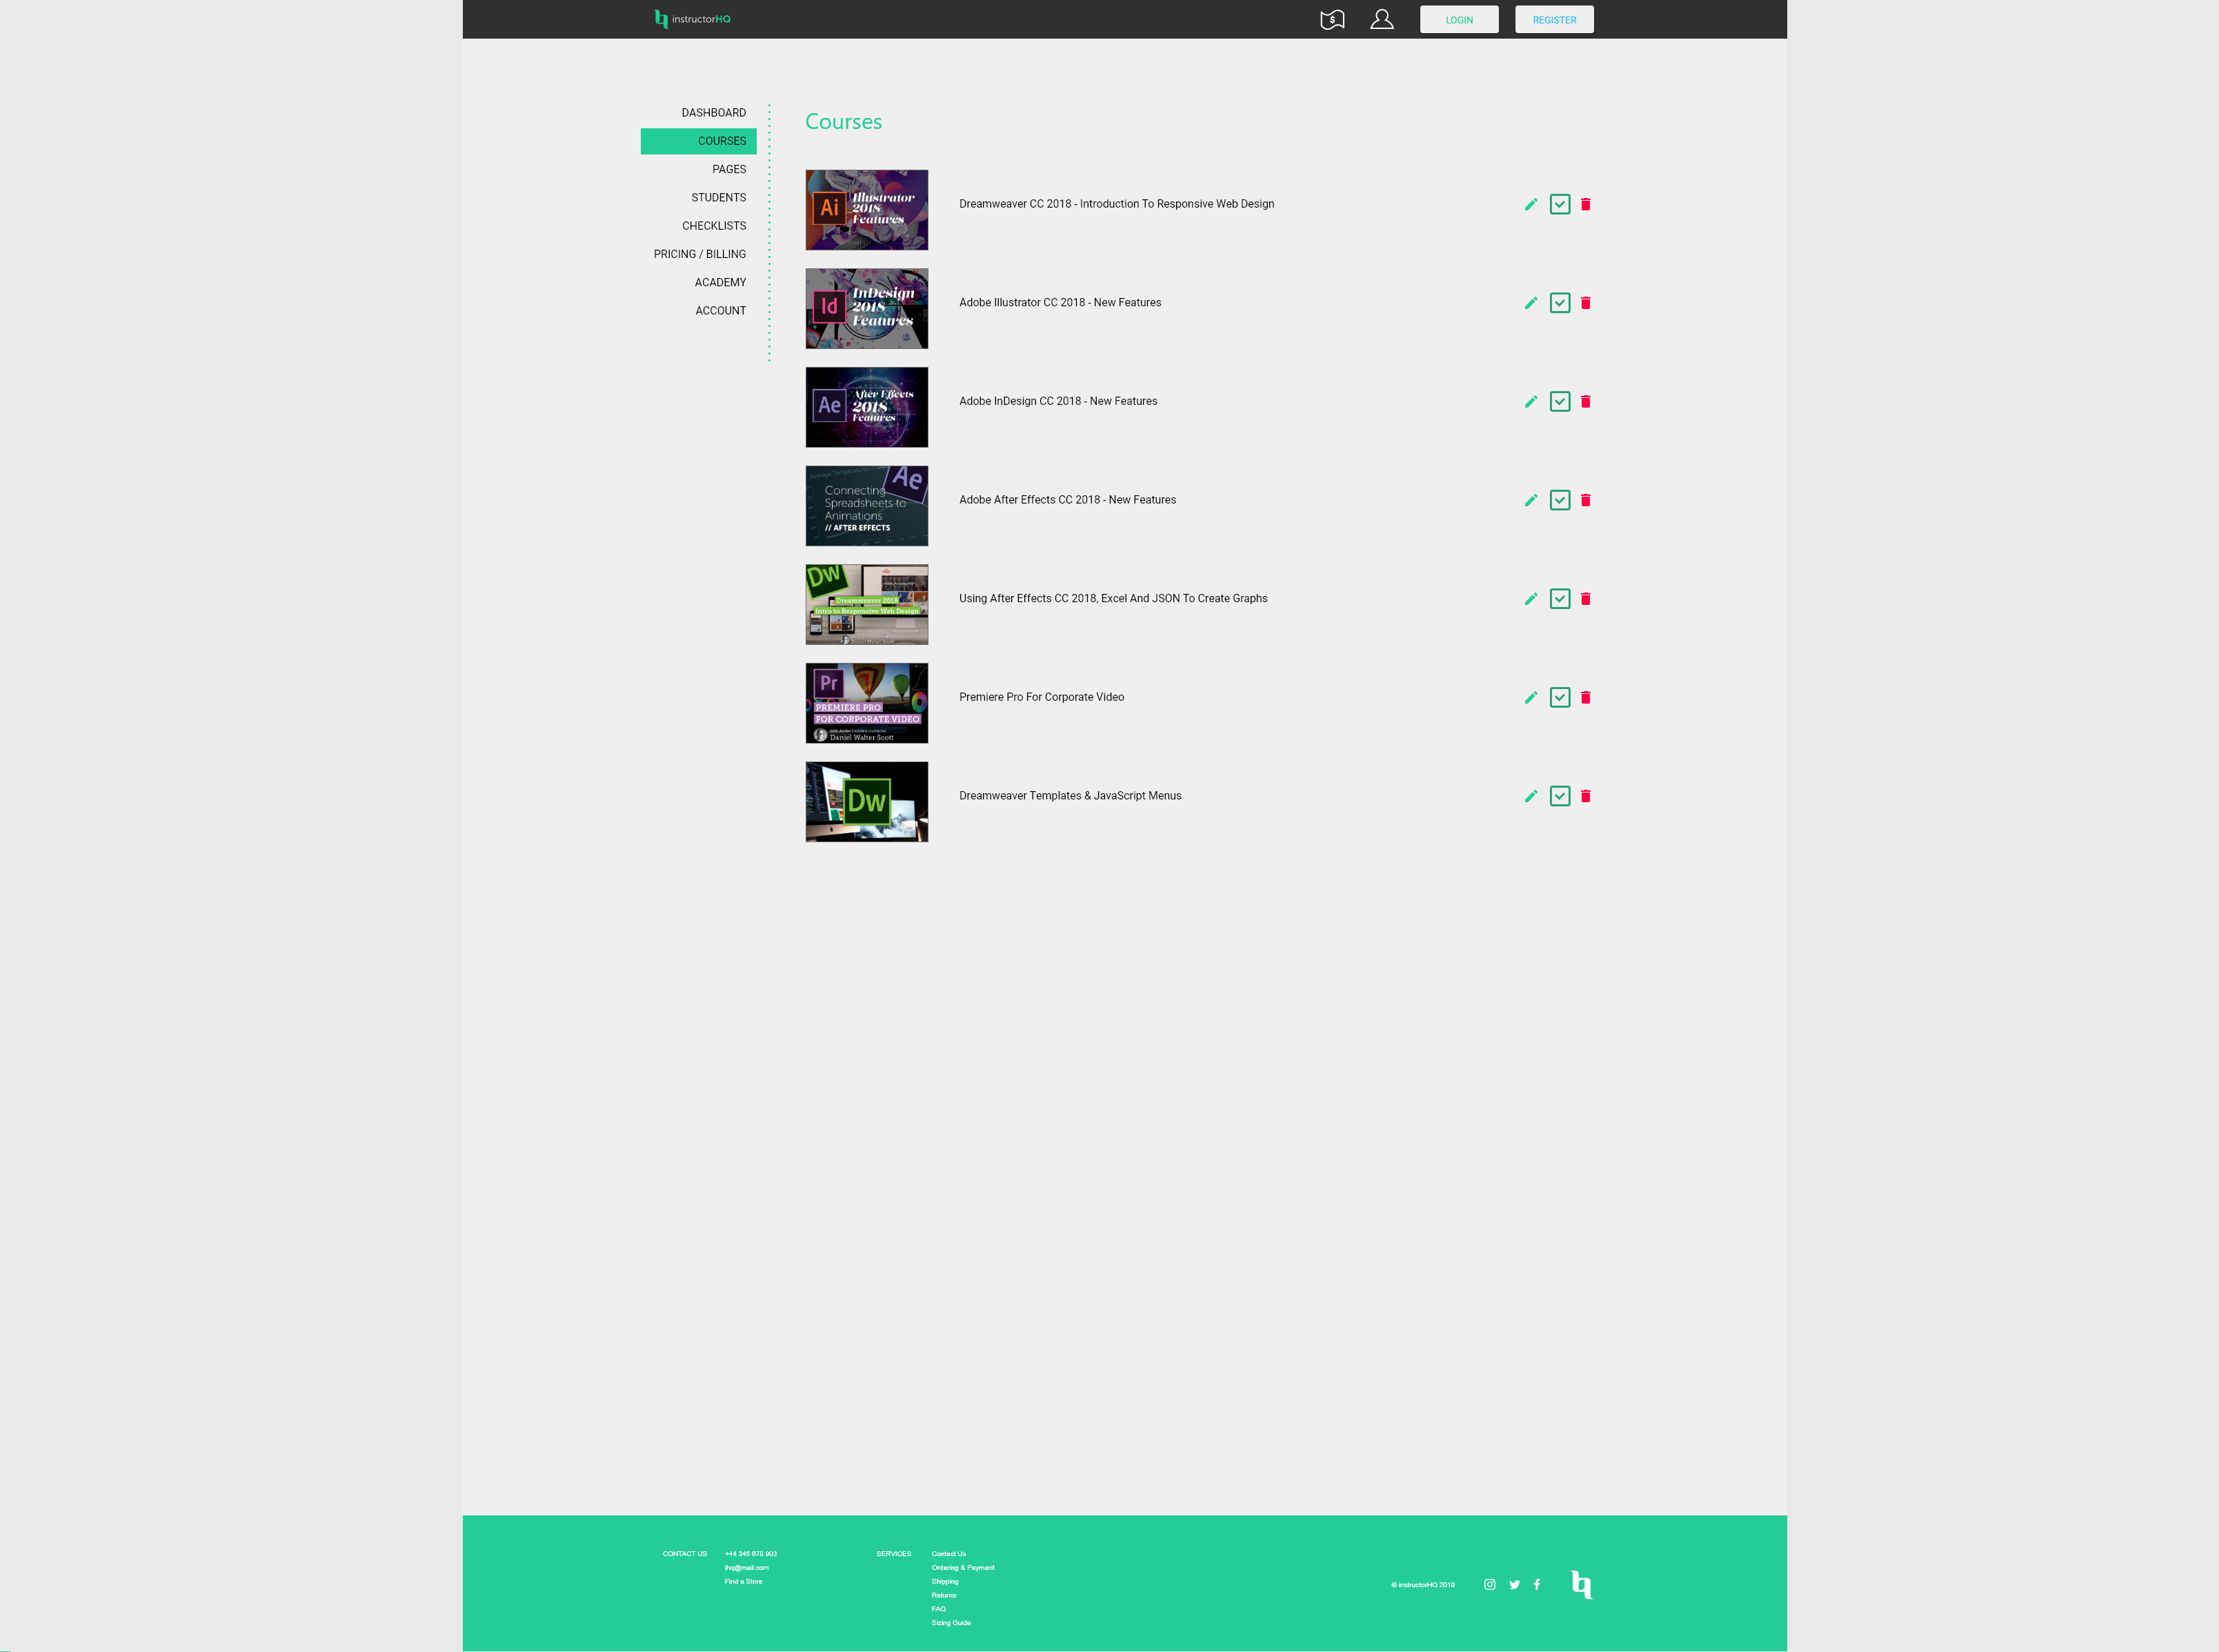 instructorHQ
$
LOGIN
REGISTER
DASHBOARD
COURSES
PAGES
STUDENTS
CHECKLISTS
PRICING / BILLING
ACADEMY
ACCOUNT
Courses
Ai
Illustrator
2018
Features
Dreamweaver CC 2018 - Introduction To Responsive Web Design
Id
InDesign
2018
Features
Adobe Illustrator CC 2018 - New Features
Ae
After Effects
2018
Features
Adobe InDesign CC 2018 - New Features
Ae
Connecting
Spreadsheets to
Animations
// AFTER EFFECTS
Adobe After Effects CC 2018 - New Features
Dw
Dreamweaver 2018
Intro to Responsive Web Design
Using After Effects CC 2018, Excel And JSON To Create Graphs
Pr
PREMIERE PRO
FOR CORPORATE VIDEO
Daniel Walter Scott
Premiere Pro For Corporate Video
Dw
Dreamweaver Templates & JavaScript Menus
CONTACT US
+44 345 678 903
ihq@mail.com
Find a Store
SERVICES
Contact Us
Ordering & Payment
Shipping
Returns
FAQ
Sizing Guide
© instructorHQ 2019